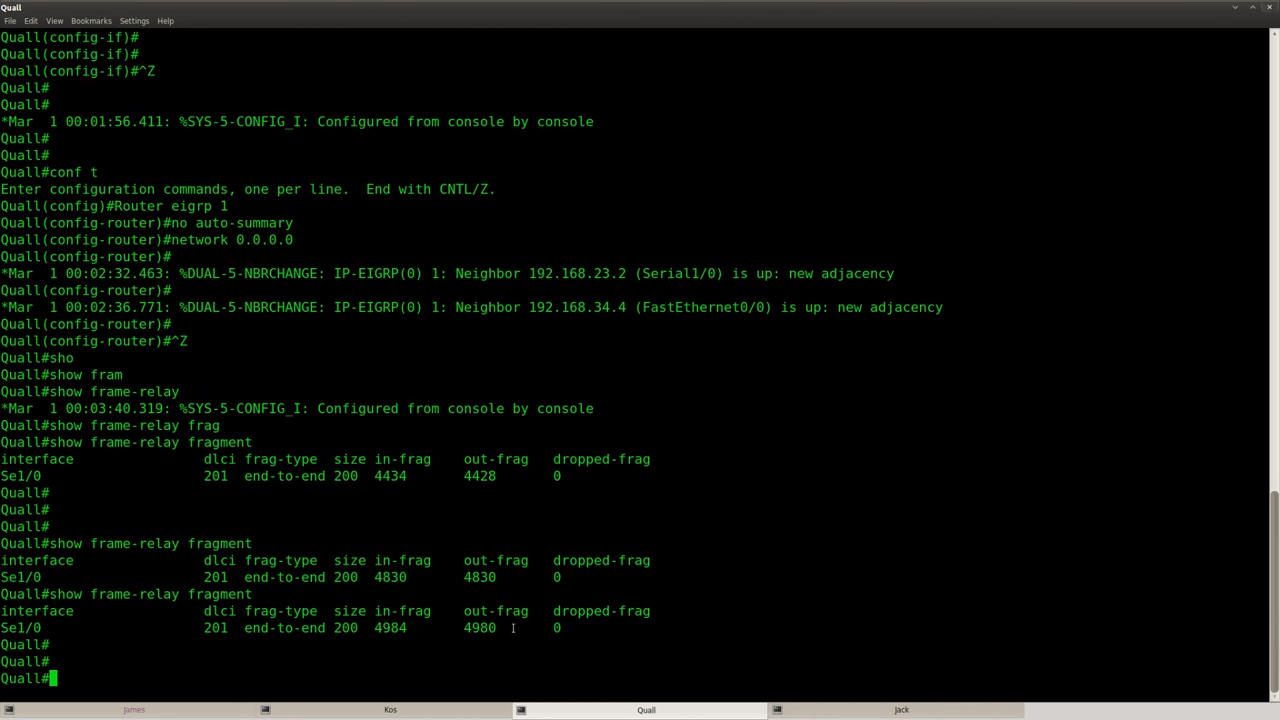 Quall
File Edit View Bookmarks Settings Help
Quall(config-if)#
Quall(config-if)#
Quall(config-if)#^Z
Quall#
Quall#
*Mar  1 00:01:56.411: %SYS-5-CONFIG_I: Configured from console by console
Quall#
Quall#
Quall#conf t
Enter configuration commands, one per line.  End with CNTL/Z.
Quall(config)#Router eigrp 1
Quall(config-router)#no auto-summary
Quall(config-router)#network 0.0.0.0
Quall(config-router)#
*Mar  1 00:02:32.463: %DUAL-5-NBRCHANGE: IP-EIGRP(0) 1: Neighbor 192.168.23.2 (Serial1/0) is up: new adjacency
Quall(config-router)#
*Mar  1 00:02:36.771: %DUAL-5-NBRCHANGE: IP-EIGRP(0) 1: Neighbor 192.168.34.4 (FastEthernet0/0) is up: new adjacency
Quall(config-router)#
Quall(config-router)#^Z
Quall#sho
Quall#show fram
Quall#show frame-relay
*Mar  1 00:03:40.319: %SYS-5-CONFIG_I: Configured from console by console
Quall#show frame-relay frag
Quall#show frame-relay fragment
interface                dlci frag-type  size in-frag    out-frag   dropped-frag
Se1/0                    201  end-to-end 200  4434       4428       0
Quall#
Quall#
Quall#
Quall#show frame-relay fragment
interface                dlci frag-type  size in-frag    out-frag   dropped-frag
Se1/0                    201  end-to-end 200  4830       4830       0
Quall#show frame-relay fragment
interface                dlci frag-type  size in-frag    out-frag   dropped-frag
Se1/0                    201  end-to-end 200  4984       4980       0
Quall#
Quall#
Quall#
James Kos Quall Jack